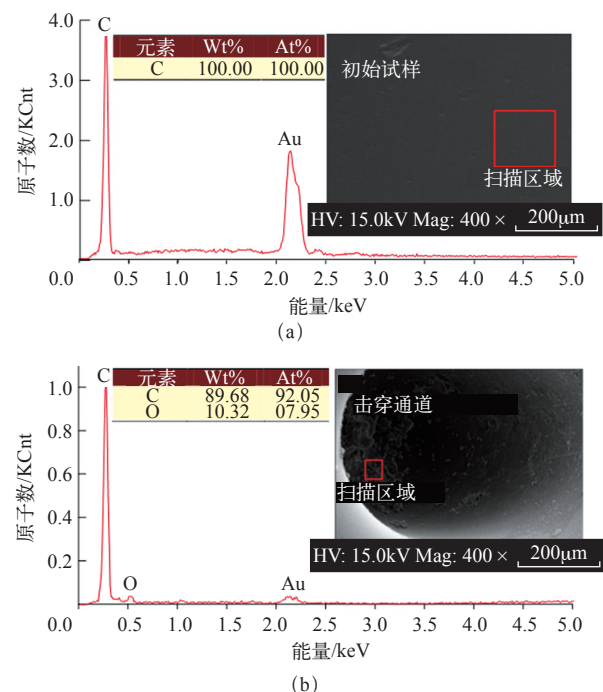 C
4.0
3.0
2.0
1.0
0.0
原子数/KCnt
元素 Wt% At%
C 100.00 100.00
Au
初始试样
扫描区域
HV: 15.0kV Mag: 400 × 200μm
0.5 1.0 1.5 2.0 2.5 3.0 3.5 4.0 4.5 5.0
能量/keV
(a)
C
1.0
0.8
0.6
0.4
0.2
0.0
原子数/KCnt
元素 Wt% At%
C 89.68 92.05
O 10.32 07.95
O
Au
击穿通道
扫描区域
HV: 15.0kV Mag: 400 × 200μm
0.5 1.0 1.5 2.0 2.5 3.0 3.5 4.0 4.5 5.0
能量/keV
(b)